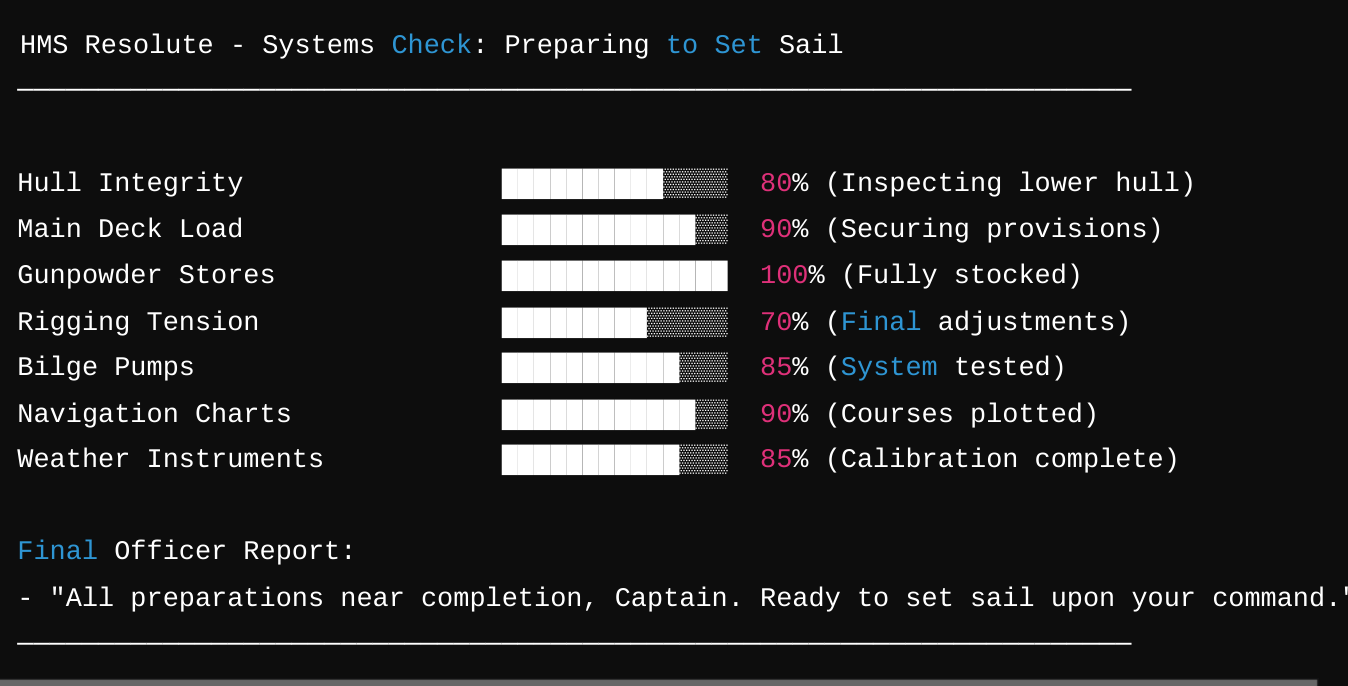 HMS Resolute - Systems Check: Preparing to Set Sail
Hull Integrity 80% (Inspecting lower hull)
Main Deck Load 90% (Securing provisions)
Gunpowder Stores 100% (Fully stocked)
Rigging Tension 70% (Final adjustments)
Bilge Pumps 85% (System tested)
Navigation Charts 90% (Courses plotted)
Weather Instruments 85% (Calibration complete)
Final Officer Report:
- "All preparations near completion, Captain. Ready to set sail upon your command."